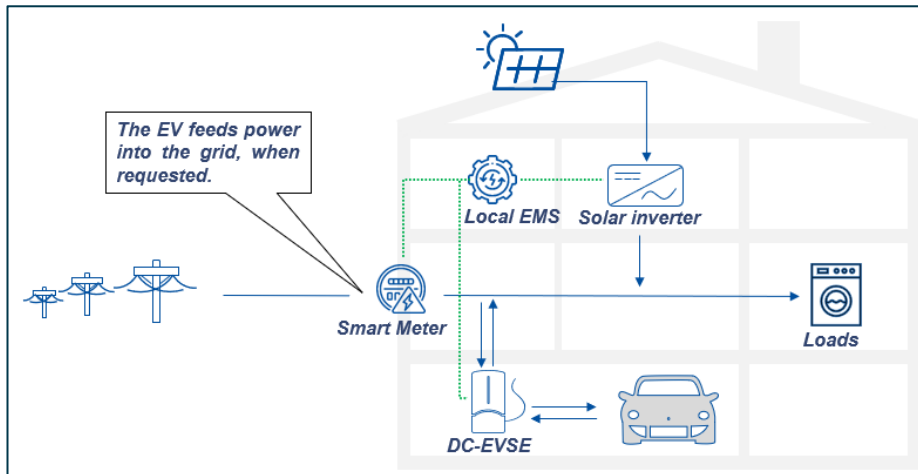 The EV feeds power
into the grid, when
requested.
Local EMS
Solar inverter
Smart Meter
Loads
DC-EVSE